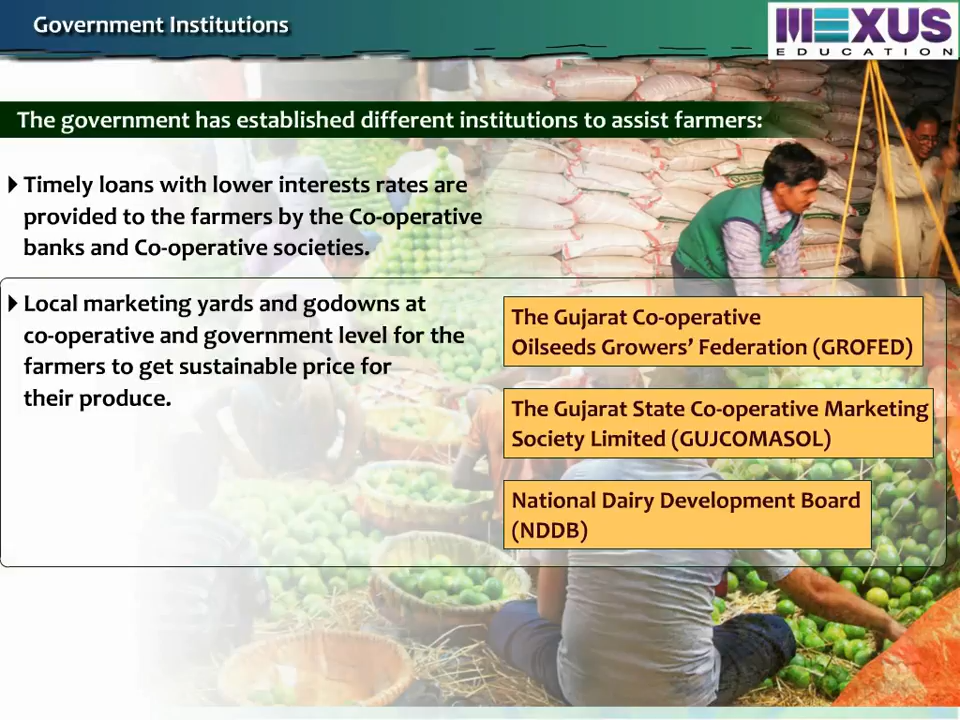 Government Institutions
MEXUS
EDUCATION
The government has established different institutions to assist farmers:
Timely loans with lower interests rates are
provided to the farmers by the Co-operative
banks and Co-operative societies.
Local marketing yards and godowns at
co-operative and government level for the
farmers to get sustainable price for
their produce.
The Gujarat Co-operative
Oilseeds Growers’ Federation (GROFED)
The Gujarat State Co-operative Marketing
Society Limited (GUJCOMASOL)
National Dairy Development Board
(NDDB)